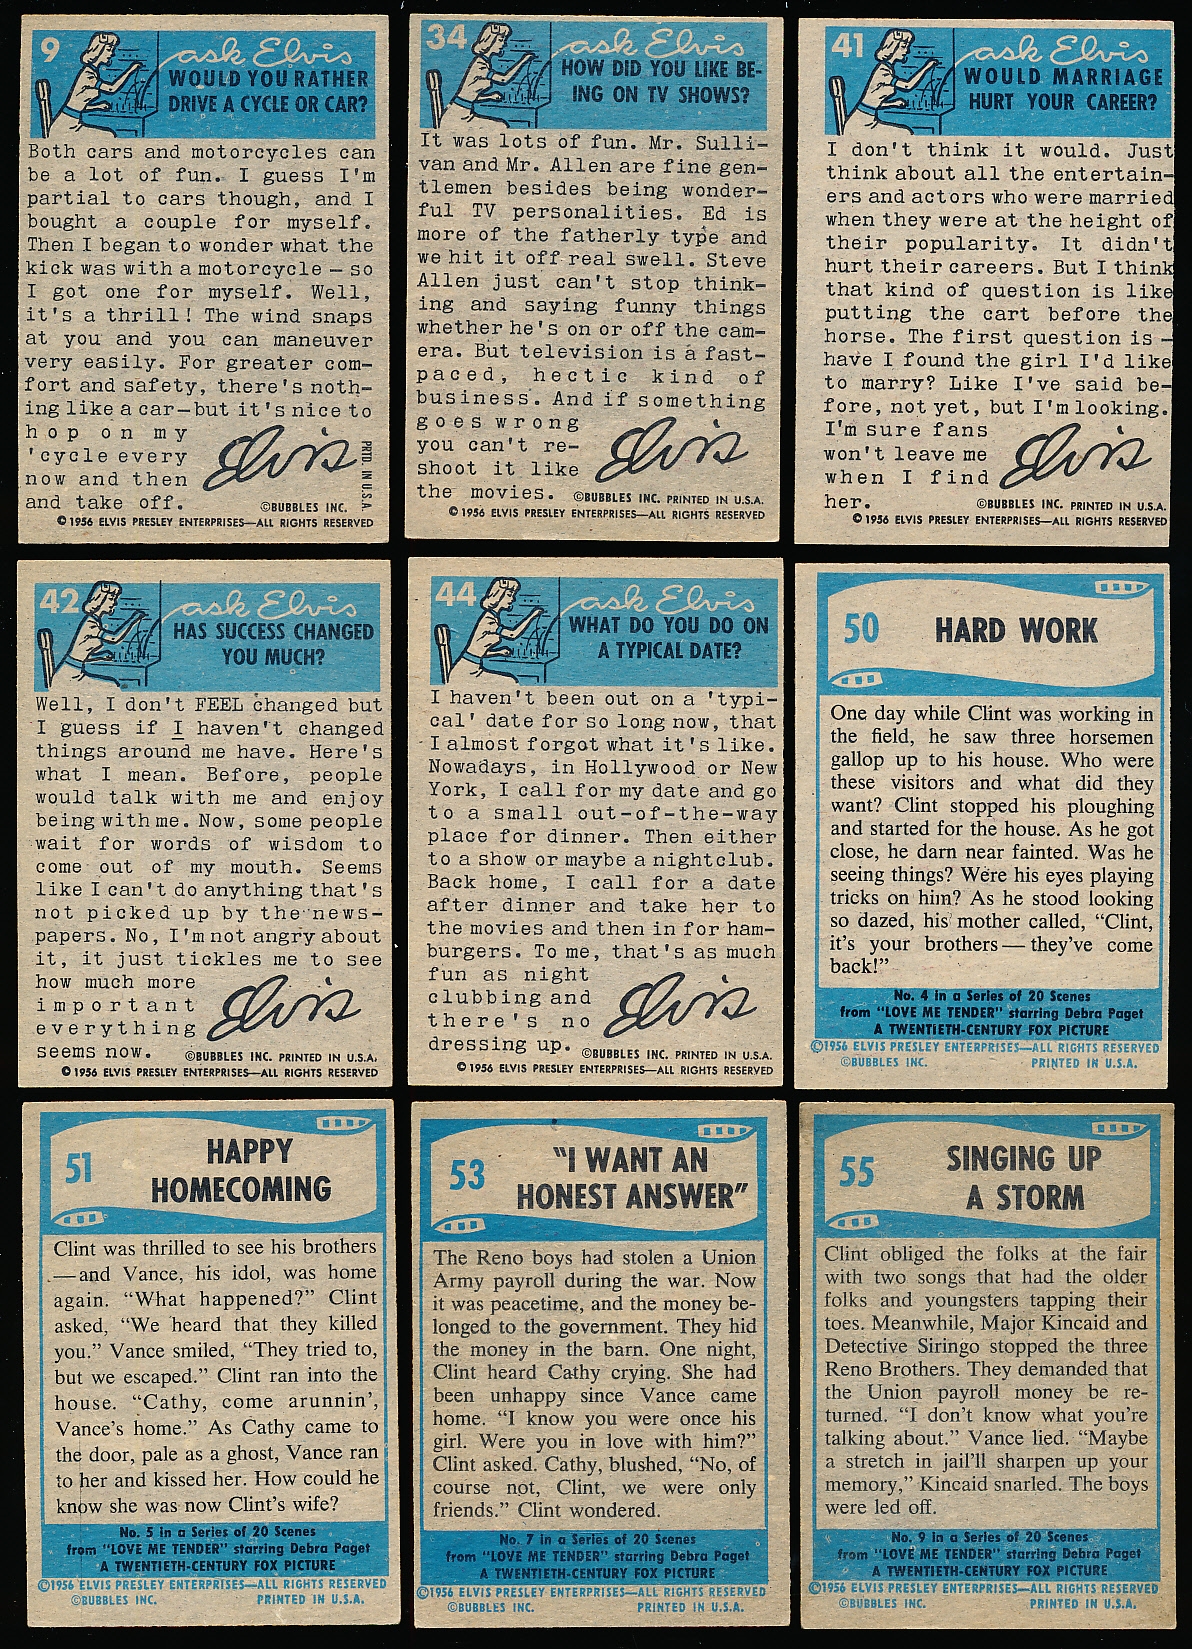 9
ask Elvis
WOULD YOU RATHER
DRIVE A CYCLE OR CAR?
Both cars and motorcycles can
be a lot of fun. I guess I'm
partial to cars though, and I
bought a couple for myself.
Then I began to wonder what the
kick was with a motorcycle — so
I got one for myself. Well,
it's a thrill! The wind snaps
at you and you can maneuver
very easily. For greater com-
fort and safety, there's noth-
ing like a car—but it's nice to
hop on my
'cycle every
now and then
and take off.
Elvis
PRTD. IN U.S.A.
©BUBBLES INC.
©1956 ELVIS PRESLEY ENTERPRISES—ALL RIGHTS RESERVED
34
ask Elvis
HOW DID YOU LIKE BE-
ING ON TV SHOWS?
It was lots of fun. Mr. Sulli-
van and Mr. Allen are fine gen-
tlemen besides being wonder-
ful TV personalities. Ed is
more of the fatherly type and
we hit it off real swell. Steve
Allen just can't stop think-
ing and saying funny things
whether he's on or off the cam-
era. But television is a fast-
paced, hectic kind of
business. And if something
goes wrong
you can't re-
shoot it like
the movies.
Elvis
©BUBBLES INC. PRINTED IN U.S.A.
©1956 ELVIS PRESLEY ENTERPRISES—ALL RIGHTS RESERVED
41
ask Elvis
WOULD MARRIAGE
HURT YOUR CAREER?
I don't think it would. Just
think about all the entertain-
ers and actors who were married
when they were at the height of
their popularity. It didn't
hurt their careers. But I think
that kind of question is like
putting the cart before the
horse. The first question is —
have I found the girl I'd like
to marry? Like I've said be-
fore, not yet, but I'm looking.
I'm sure fans
won't leave me
when I find
her.
Elvis
©BUBBLES INC. PRINTED IN U.S.A.
©1956 ELVIS PRESLEY ENTERPRISES—ALL RIGHTS RESERVED
42
ask Elvis
HAS SUCCESS CHANGED
YOU MUCH?
Well, I don't FEEL changed but
I guess if I haven't changed
things around me have. Here's
what I mean. Before, people
would talk with me and enjoy
being with me. Now, some people
wait for words of wisdom to
come out of my mouth. Seems
like I can't do anything that's
not picked up by the news-
papers. No, I'm not angry about
it, it just tickles me to see
how much more
important
everything
seems now.
Elvis
©BUBBLES INC. PRINTED IN U.S.A.
©1956 ELVIS PRESLEY ENTERPRISES—ALL RIGHTS RESERVED
44
ask Elvis
WHAT DO YOU DO ON
A TYPICAL DATE?
I haven't been out on a 'typi-
cal' date for so long now, that
I almost forgot what it's like.
Nowadays, in Hollywood or New
York, I call for my date and go
to a small out-of-the-way
place for dinner. Then either
to a show or maybe a nightclub.
Back home, I call for a date
after dinner and take her to
the movies and then in for ham-
burgers. To me, that's as much
fun as night
clubbing and
there's no
dressing up.
Elvis
©BUBBLES INC. PRINTED IN U.S.A.
©1956 ELVIS PRESLEY ENTERPRISES—ALL RIGHTS RESERVED
50
HARD WORK
One day while Clint was working in
the field, he saw three horsemen
gallop up to his house. Who were
these visitors and what did they
want? Clint stopped his ploughing
and started for the house. As he got
close, he darn near fainted. Was he
seeing things? Were his eyes playing
tricks on him? As he stood looking
so dazed, his mother called, “Clint,
it's your brothers — they've come
back!”
No. 4 in a Series of 20 Scenes
from "LOVE ME TENDER" starring Debra Paget
A TWENTIETH-CENTURY FOX PICTURE
©1956 ELVIS PRESLEY ENTERPRISES—ALL RIGHTS RESERVED
©BUBBLES INC. PRINTED IN U.S.A.
51
HAPPY
HOMECOMING
Clint was thrilled to see his brothers
—and Vance, his idol, was home
again. “What happened?” Clint
asked, “We heard that they killed
you.” Vance smiled, “They tried to,
but we escaped.” Clint ran into the
house. “Cathy, come arunnin',
Vance's home.” As Cathy came to
the door, pale as a ghost, Vance ran
to her and kissed her. How could he
know she was now Clint's wife?
No. 5 in a Series of 20 Scenes
from "LOVE ME TENDER" starring Debra Paget
A TWENTIETH-CENTURY FOX PICTURE
©1956 ELVIS PRESLEY ENTERPRISES—ALL RIGHTS RESERVED
©BUBBLES INC. PRINTED IN U.S.A.
53
"I WANT AN
HONEST ANSWER"
The Reno boys had stolen a Union
Army payroll during the war. Now
it was peacetime, and the money be-
longed to the government. They hid
the money in the barn. One night,
Clint heard Cathy crying. She had
been unhappy since Vance came
home. “I know you were once his
girl. Were you in love with him?”
Clint asked. Cathy, blushed, “No, of
course not, Clint, we were only
friends.” Clint wondered.
No. 7 in a Series of 20 Scenes
from "LOVE ME TENDER" starring Debra Paget
A TWENTIETH-CENTURY FOX PICTURE
©1956 ELVIS PRESLEY ENTERPRISES—ALL RIGHTS RESERVED
©BUBBLES INC. PRINTED IN U.S.A.
55
SINGING UP
A STORM
Clint obliged the folks at the fair
with two songs that had the older
folks and youngsters tapping their
toes. Meanwhile, Major Kincaid and
Detective Siringo stopped the three
Reno Brothers. They demanded that
the Union payroll money be re-
turned. “I don't know what you're
talking about.” Vance lied. “Maybe
a stretch in jail'll sharpen up your
memory,” Kincaid snarled. The boys
were led off.
No. 9 in a Series of 20 Scenes
from "LOVE ME TENDER" starring Debra Paget
A TWENTIETH-CENTURY FOX PICTURE
©1956 ELVIS PRESLEY ENTERPRISES—ALL RIGHTS RESERVED
©BUBBLES INC. PRINTED IN U.S.A.